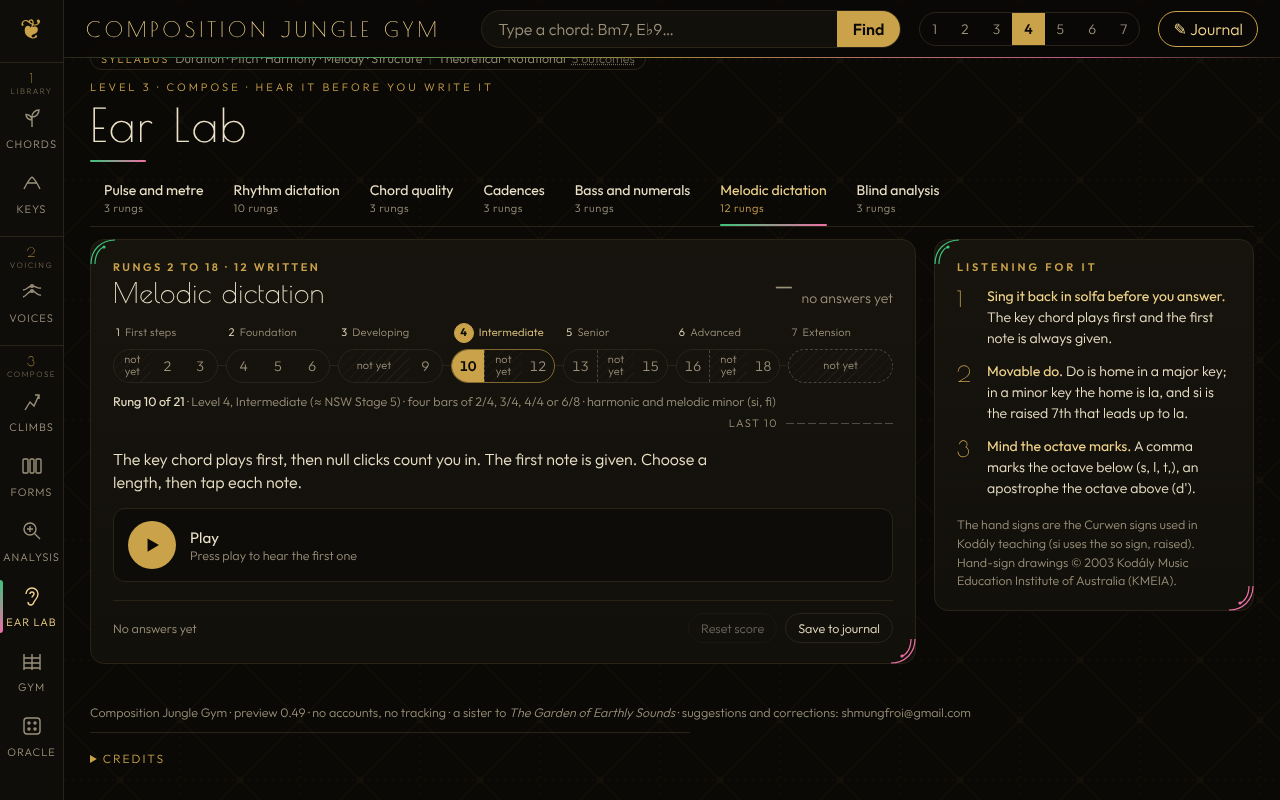 COMPOSITION JUNGLE GYM
Type a chord: Bm7, E♭9...
Find
1 2 3 4 5 6 7
✎ Journal
1
LIBRARY
CHORDS
KEYS
2
VOICING
VOICES
3
COMPOSE
CLIMBS
FORMS
ANALYSIS
EAR LAB
GYM
ORACLE
SYLLABUS Duration · Pitch · Harmony · Melody · Structure | Theoretical · Notational 5 outcomes
LEVEL 3 · COMPOSE · HEAR IT BEFORE YOU WRITE IT
Ear Lab
Pulse and metre
3 rungs
Rhythm dictation
10 rungs
Chord quality
3 rungs
Cadences
3 rungs
Bass and numerals
3 rungs
Melodic dictation
12 rungs
Blind analysis
3 rungs
RUNGS 2 TO 18 · 12 WRITTEN
Melodic dictation
— no answers yet
1 First steps
not yet 2 3
2 Foundation
4 5 6
3 Developing
not yet 9
4 Intermediate
10 not yet 12
5 Senior
13 not yet 15
6 Advanced
16 not yet 18
7 Extension
not yet
Rung 10 of 21 · Level 4, Intermediate (≈ NSW Stage 5) · four bars of 2/4, 3/4, 4/4 or 6/8 · harmonic and melodic minor (si, fi)
LAST 10
The key chord plays first, then null clicks count you in. The first note is given. Choose a
length, then tap each note.
Play
Press play to hear the first one
No answers yet
Reset score
Save to journal
LISTENING FOR IT
1 Sing it back in solfa before you answer.
The key chord plays first and the first
note is always given.
2 Movable do. Do is home in a major key;
in a minor key the home is la, and si is
the raised 7th that leads up to la.
3 Mind the octave marks. A comma
marks the octave below (s, l, t,), an
apostrophe the octave above (d').
The hand signs are the Curwen signs used in
Kodály teaching (si uses the so sign, raised).
Hand-sign drawings © 2003 Kodály Music
Education Institute of Australia (KMEIA).
Composition Jungle Gym · preview 0.49 · no accounts, no tracking · a sister to The Garden of Earthly Sounds · suggestions and corrections: shmungfroi@gmail.com
CREDITS